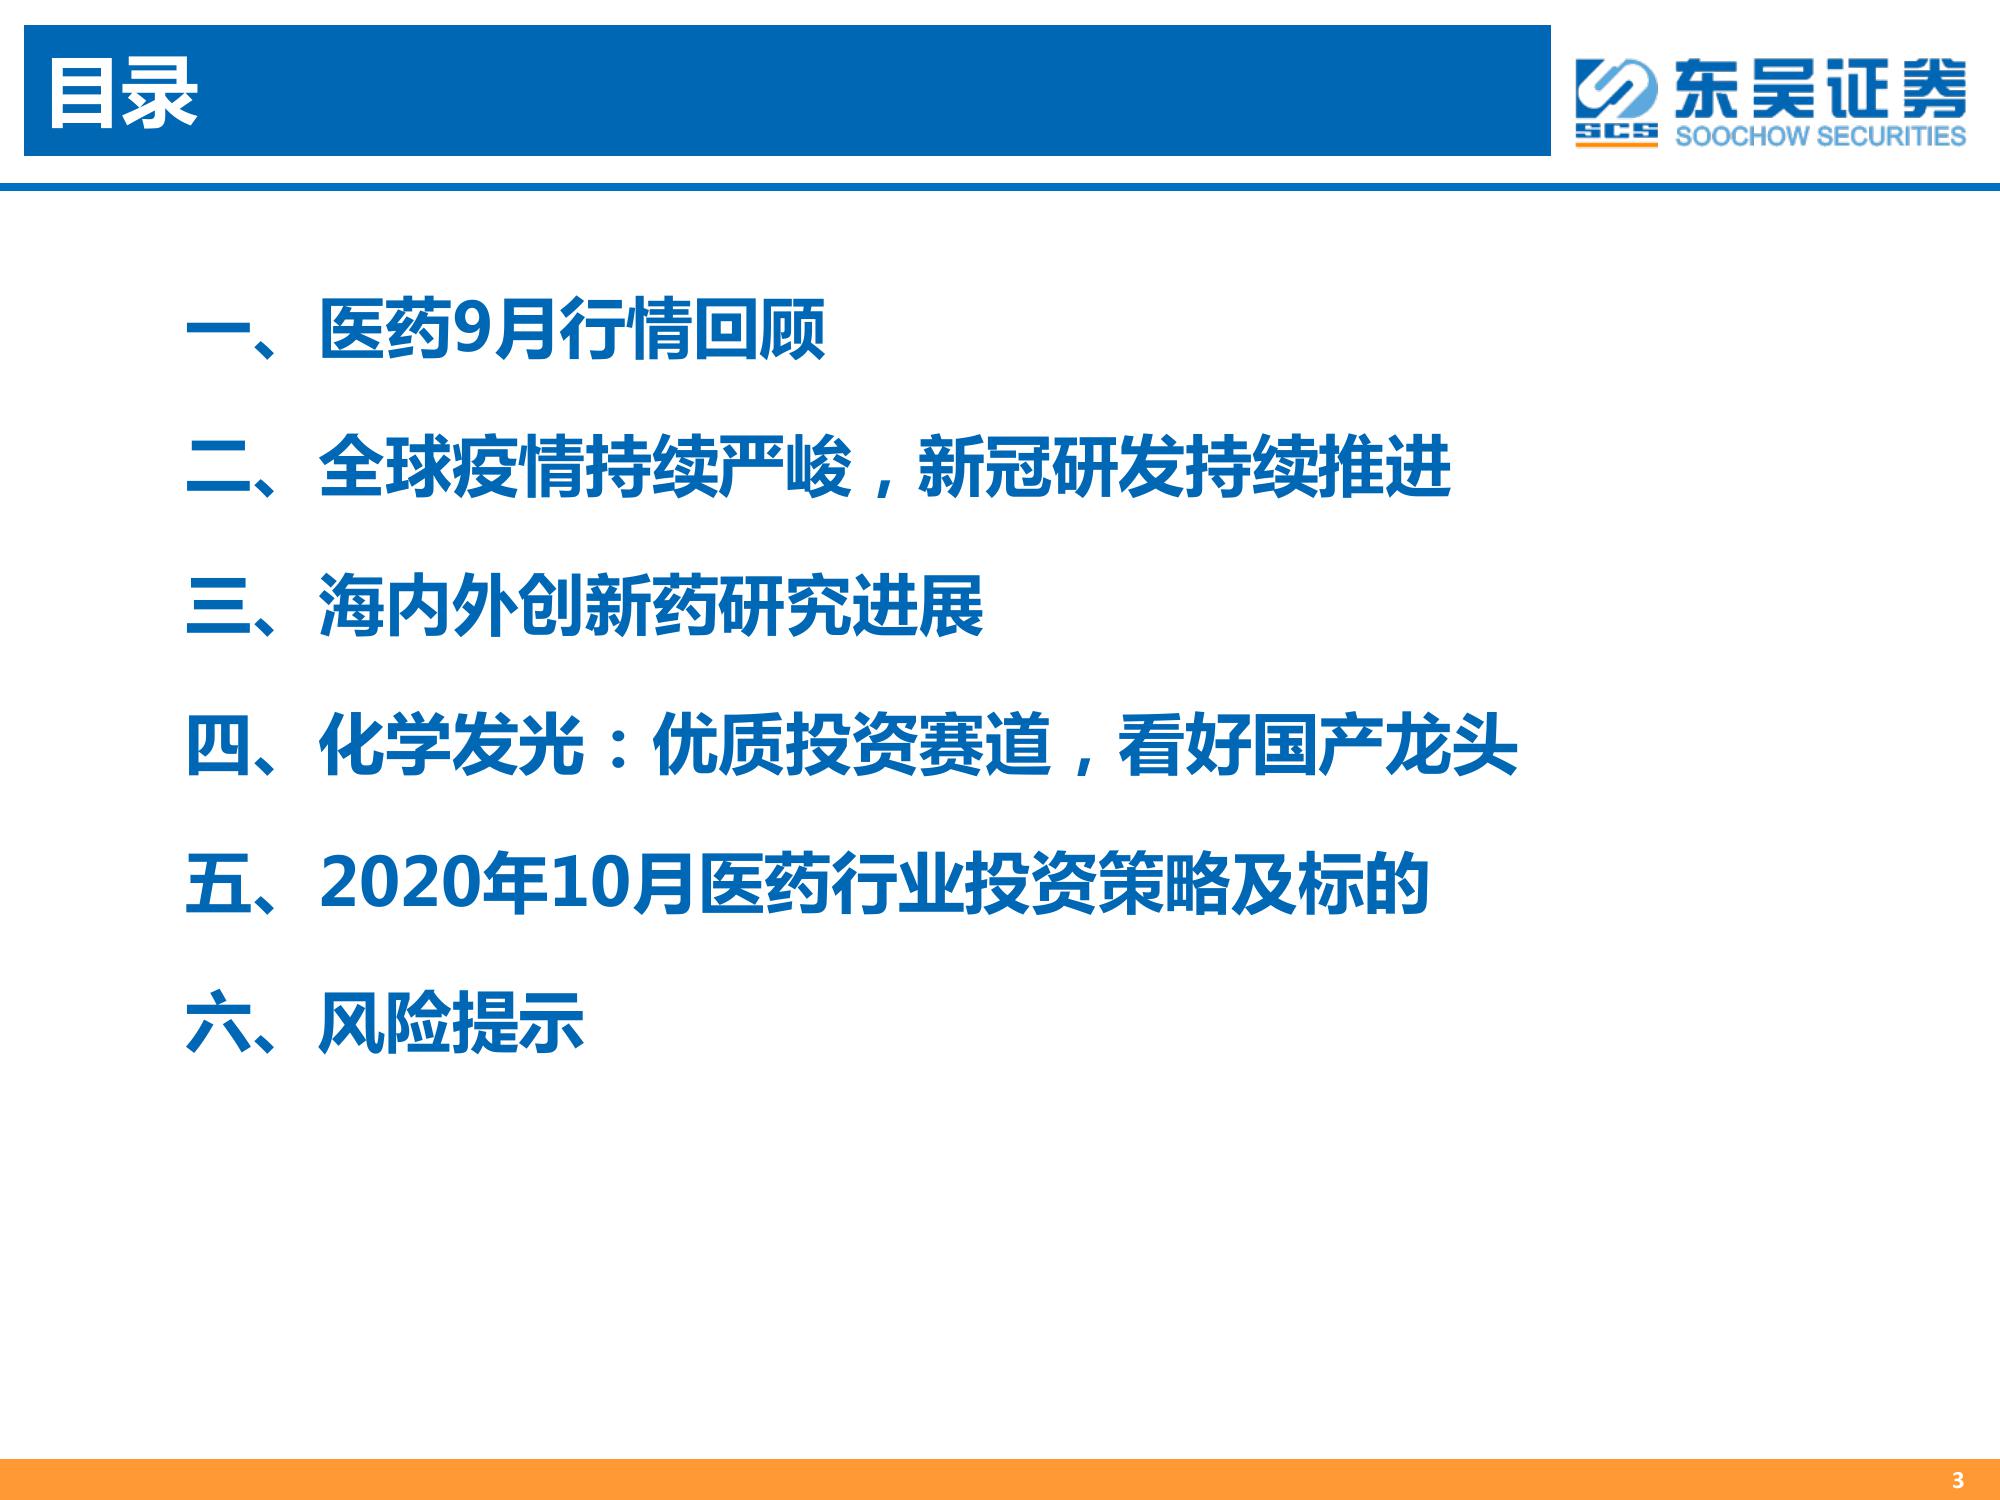 目录
SCS
东吴证券
SOOCHOW SECURITIES
一、医药9月行情回顾
二、全球疫情持续严峻，新冠研发持续推进
三、海内外创新药研究进展
四、化学发光：优质投资赛道，看好国产龙头
五、2020年10月医药行业投资策略及标的
六、风险提示
3